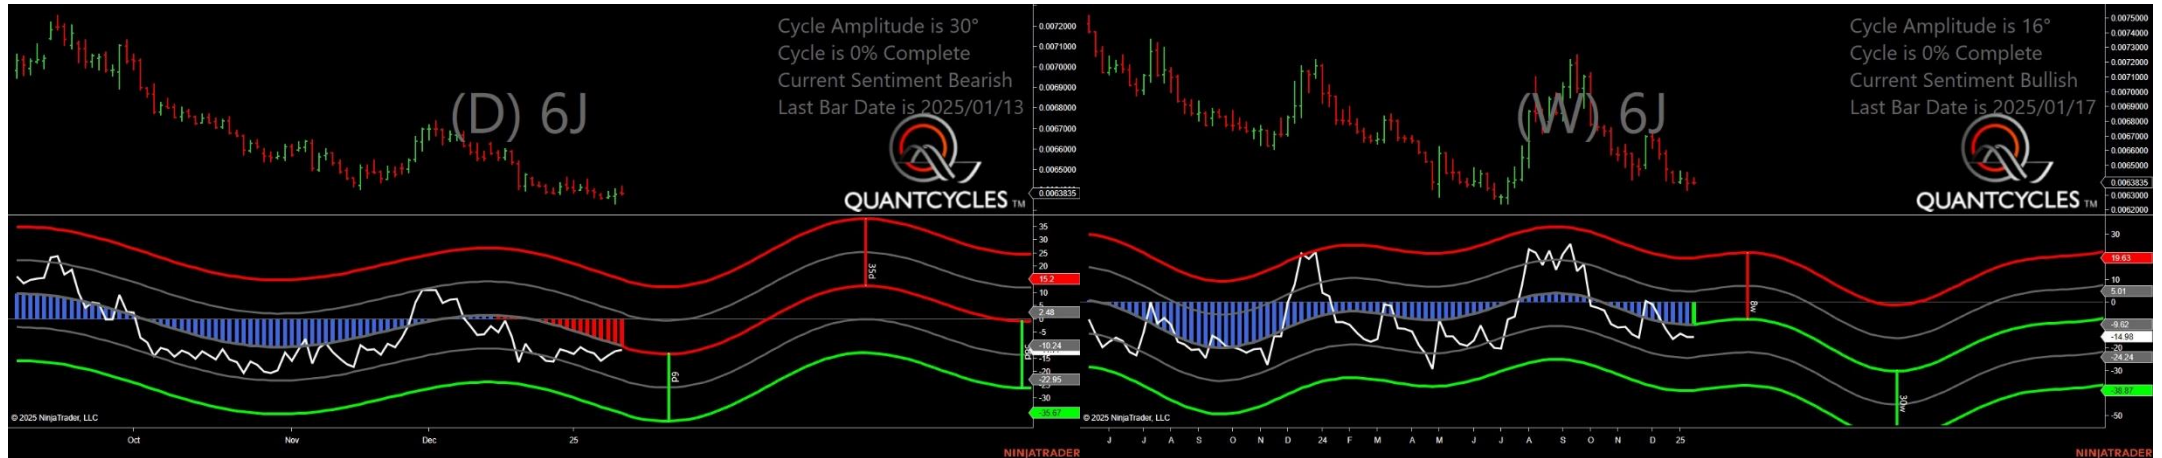 Cycle Amplitude is 30°
Cycle is 0% Complete
Current Sentiment Bearish
Last Bar Date is 2025/01/13
(D) 6J
QUANTCYCLES TM
0.0072000
0.0071000
0.0070000
0.0069000
0.0068000
0.0067000
0.0066000
0.0065000
0.0063835
35
30
25
20
15.2
10
2.48
-5
-10.24
-15
-20
-22.95
-30
-35.67
35d
6d
© 2025 NinjaTrader, LLC
Oct Nov Dec 25
NINJATRADER
Cycle Amplitude is 16°
Cycle is 0% Complete
Current Sentiment Bullish
Last Bar Date is 2025/01/17
(W) 6J
QUANTCYCLES TM
0.0075000
0.0074000
0.0073000
0.0072000
0.0071000
0.0070000
0.0069000
0.0068000
0.0067000
0.0066000
0.0065000
0.0063835
0.0063000
0.0062000
30
19.63
10
5.01
0
-9.62
-14.98
-24.24
-30
-38.87
-50
8w
30w
© 2025 NinjaTrader, LLC
J J A S O N D 24 F M A M J J A S O N D 25
NINJATRADER